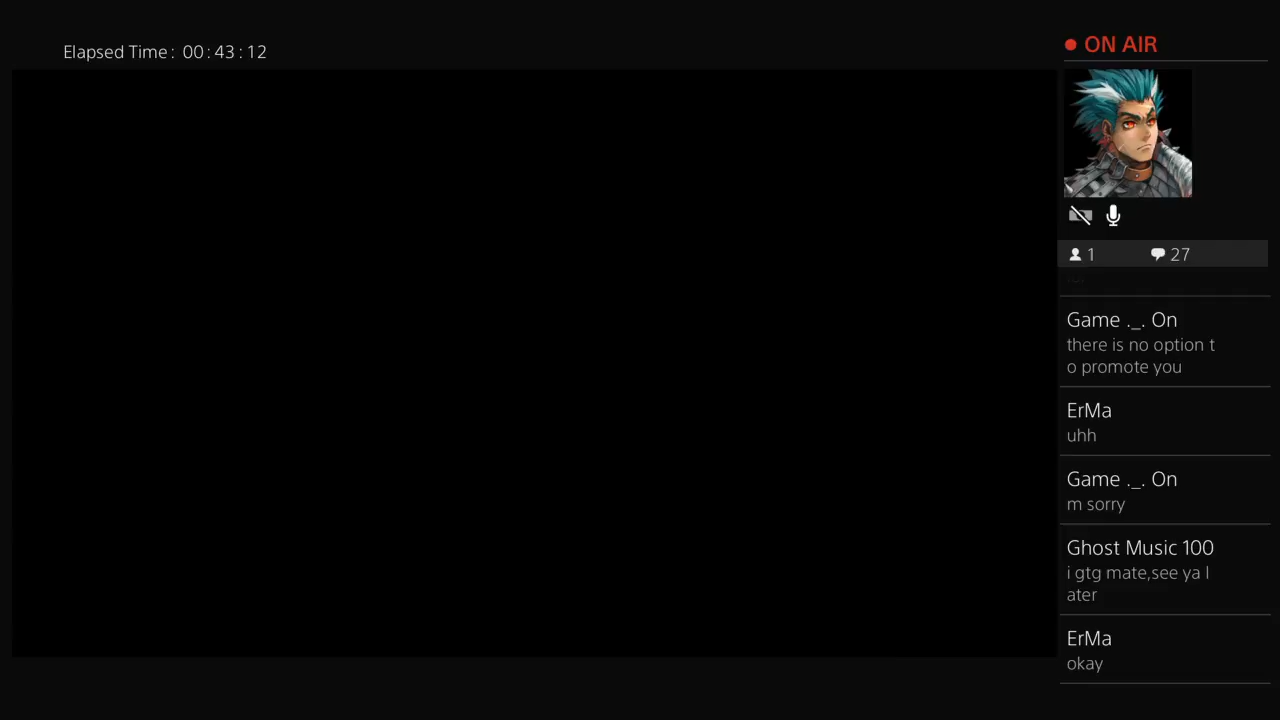 Elapsed Time: 00:43:12
ON AIR
1 27
Game ._. On
there is no option t
o promote you
ErMa
uhh
Game ._. On
m sorry
Ghost Music 100
i gtg mate,see ya l
ater
ErMa
okay